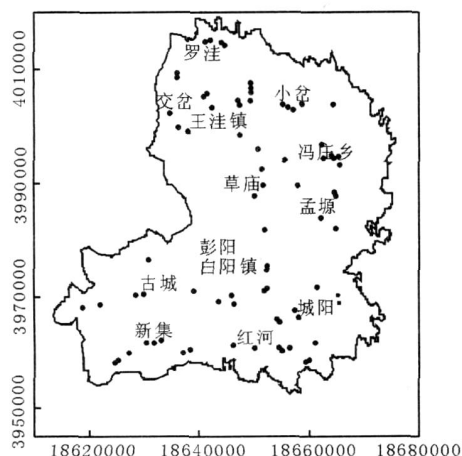 4010000
3990000
3970000
3950000
罗洼
交岔
王洼镇
小岔
冯庄乡
草庙
孟塬
彭阳
白阳镇
古城
城阳
新集
红河
18620000
18640000
18660000
18680000